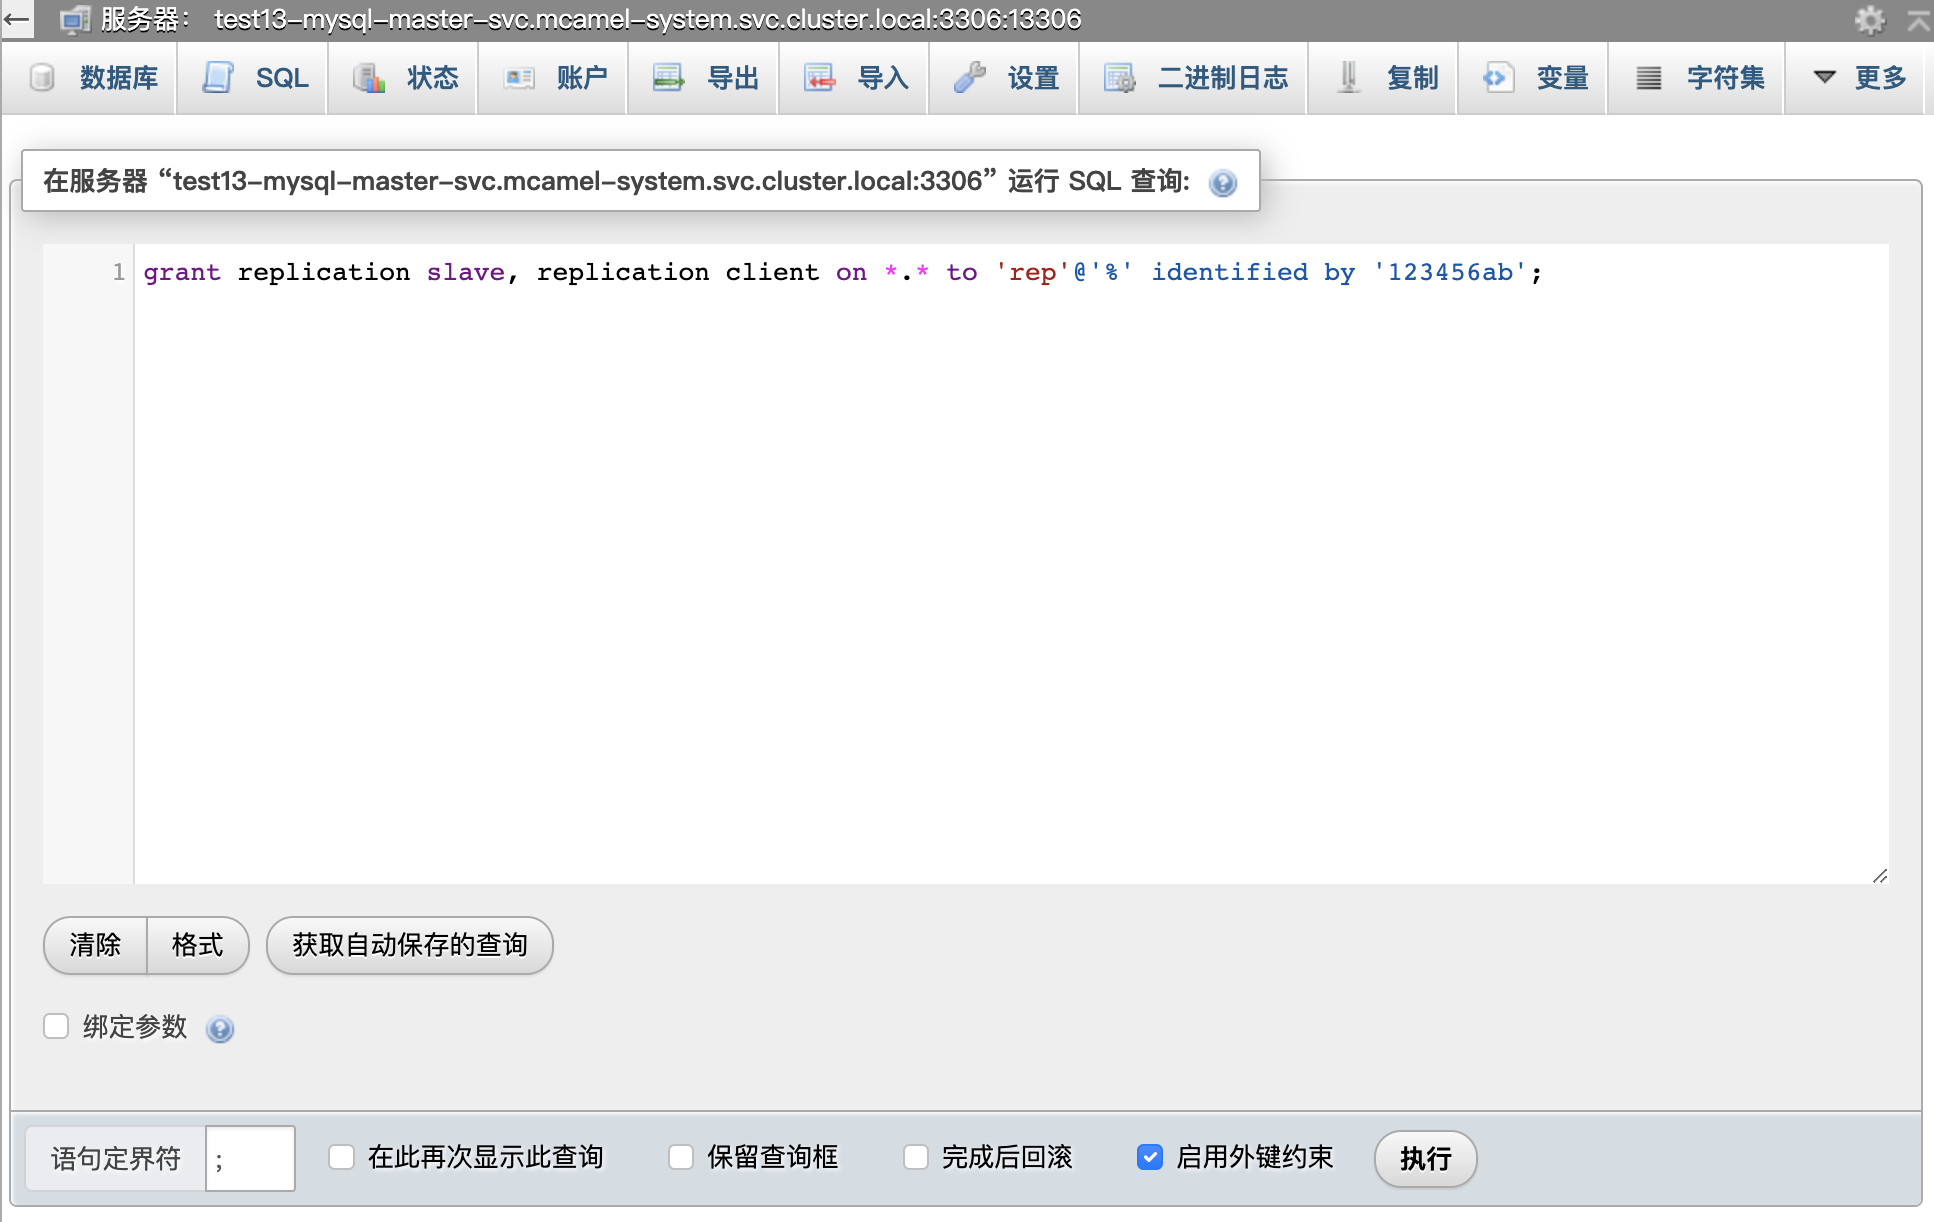 服务器： test13-mysql-master-svc.mcamel-system.svc.cluster.local:3306:13306
数据库 SQL 状态 账户 导出 导入 设置 二进制日志 复制 变量 字符集 更多
在服务器 “test13-mysql-master-svc.mcamel-system.svc.cluster.local:3306” 运行 SQL 查询:
1 grant replication slave, replication client on *.* to 'rep'@'%' identified by '123456ab';
清除 格式 获取自动保存的查询
绑定参数
语句定界符 ; 在此再次显示此查询 保留查询框 完成后回滚 启用外键约束 执行